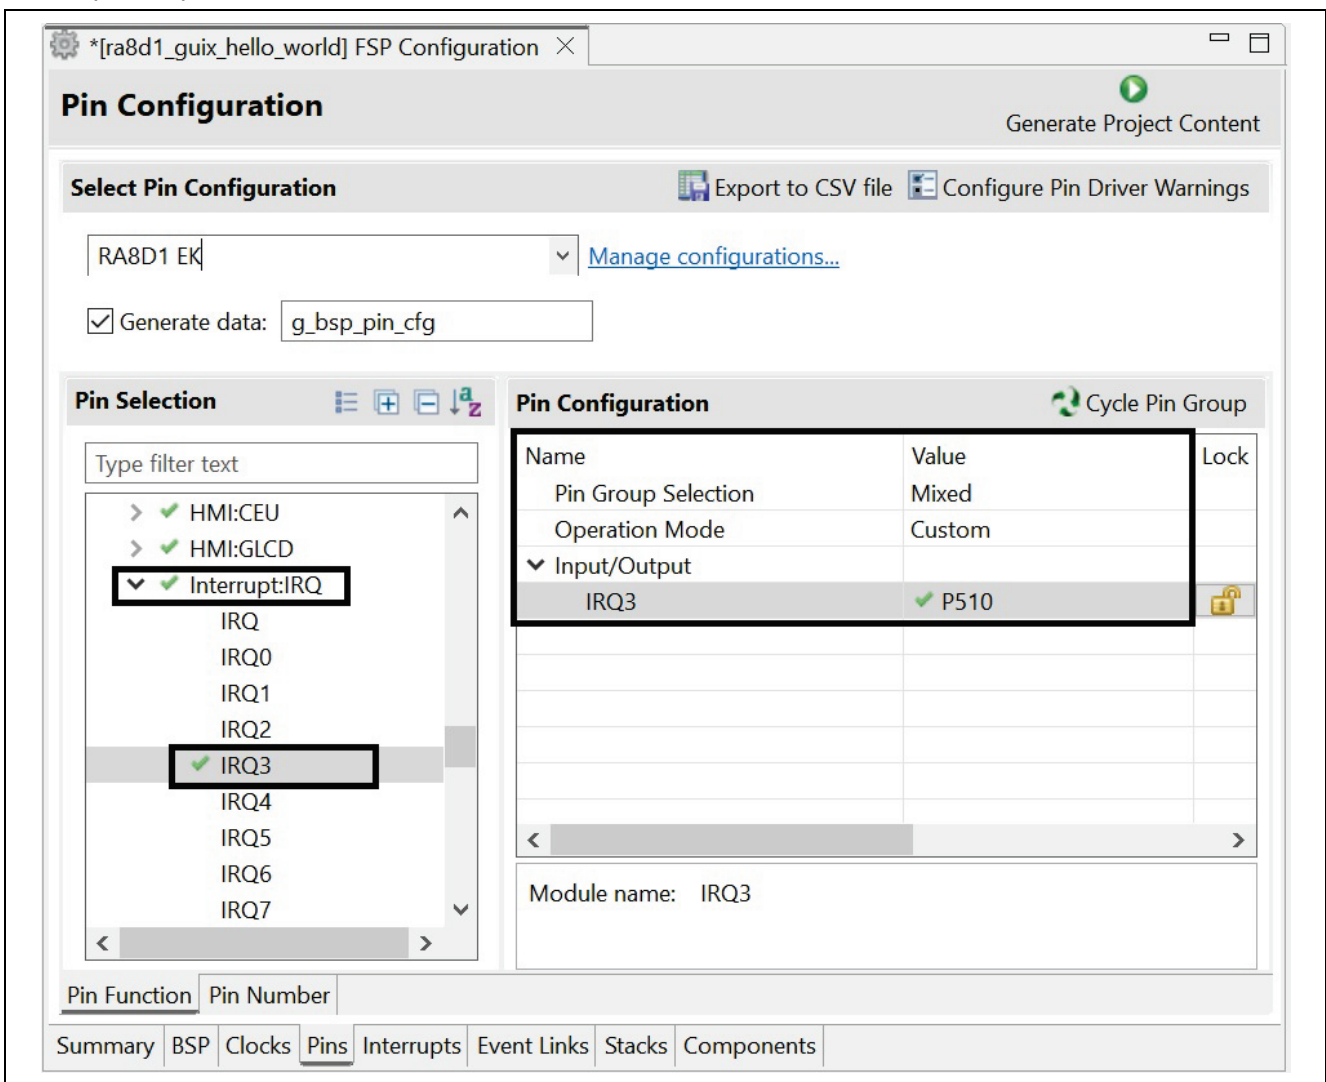 *[ra8d1_guix_hello_world] FSP Configuration
Pin Configuration
Generate Project Content
Select Pin Configuration
Export to CSV file
Configure Pin Driver Warnings
RA8D1 EK
Manage configurations...
Generate data: g_bsp_pin_cfg
Pin Selection
Type filter text
HMI:CEU
HMI:GLCD
Interrupt:IRQ
IRQ
IRQ0
IRQ1
IRQ2
IRQ3
IRQ4
IRQ5
IRQ6
IRQ7
Pin Configuration
Cycle Pin Group
Name Value Lock
Pin Group Selection Mixed
Operation Mode Custom
Input/Output
IRQ3 P510
Module name: IRQ3
Pin Function Pin Number
Summary BSP Clocks Pins Interrupts Event Links Stacks Components